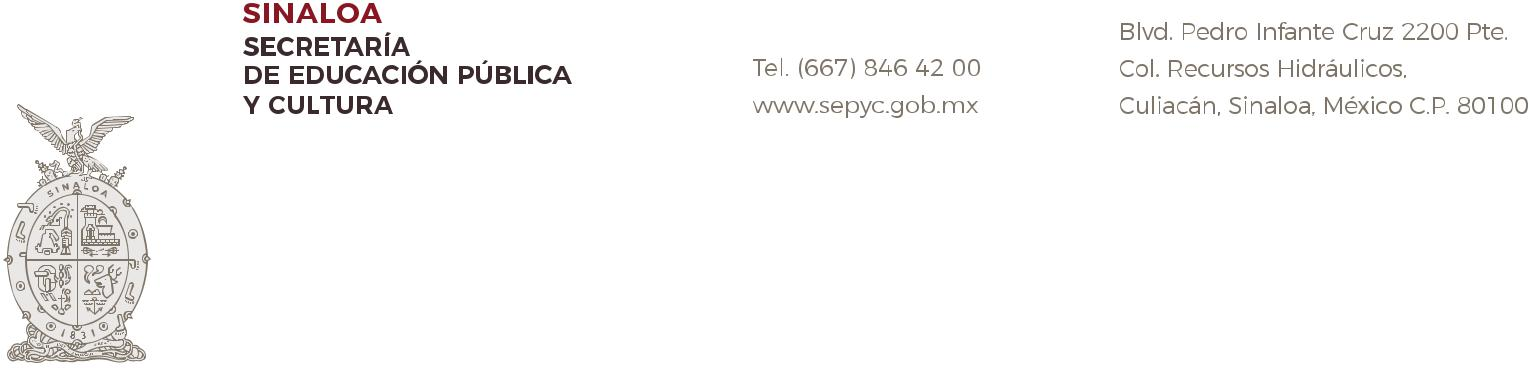 SINALOA
SECRETARÍA
DE EDUCACIÓN PÚBLICA
Y CULTURA
Tel. (667) 846 42 00
www.sepyc.gob.mx
Blvd. Pedro Infante Cruz 2200 Pte.
Col. Recursos Hidráulicos,
Culiacán, Sinaloa, México C.P. 80100
SINALOA
1831